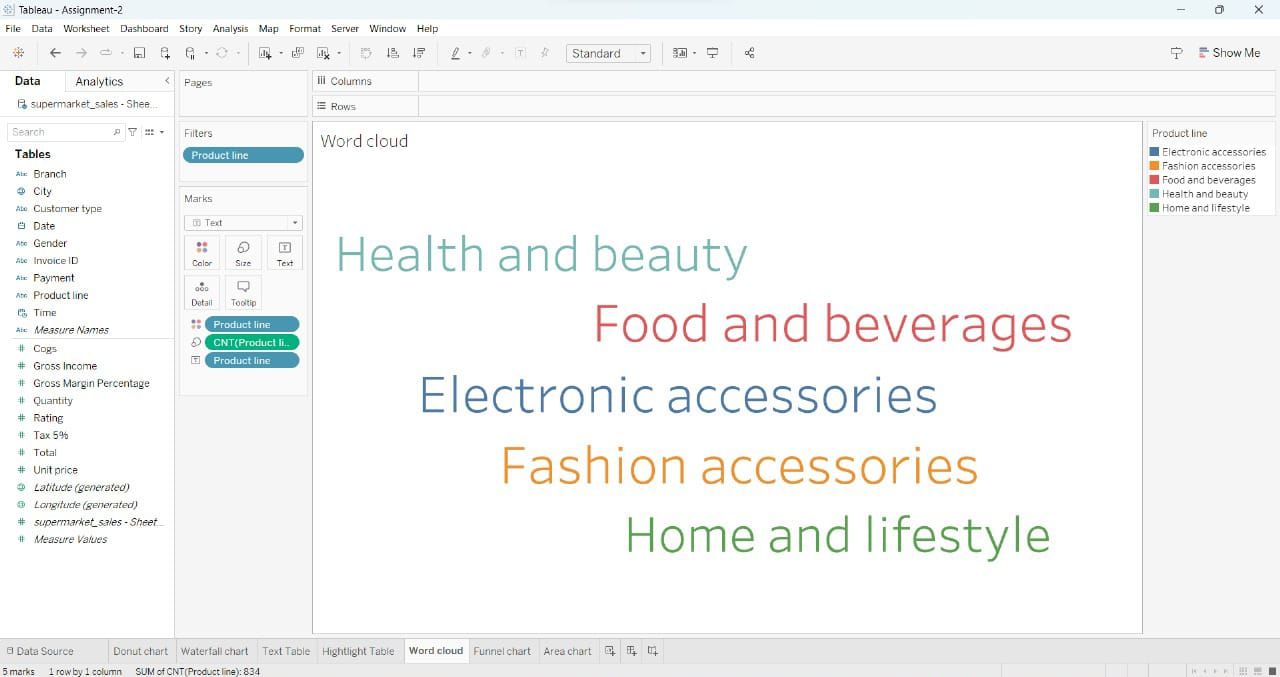 Tableau - Assignment-2
File Data Worksheet Dashboard Story Analysis Map Format Server Window Help
Standard
Show Me
Data Analytics
supermarket_sales - Shee...
Search
Tables
Abc Branch
City
Abc Customer type
Date
Abc Gender
Abc Invoice ID
Abc Payment
Abc Product line
Time
Abc Measure Names
# Cogs
# Gross Income
# Gross Margin Percentage
# Quantity
# Rating
# Tax 5%
# Total
# Unit price
Latitude (generated)
Longitude (generated)
# supermarket_sales - Sheet...
# Measure Values
Pages
Filters
Product line
Marks
T Text
Color Size Text
Detail Tooltip
Product line
CNT(Product li..
Product line
Columns
Rows
Word cloud
Health and beauty
Food and beverages
Electronic accessories
Fashion accessories
Home and lifestyle
Product line
Electronic accessories
Fashion accessories
Food and beverages
Health and beauty
Home and lifestyle
Data Source Donut chart Waterfall chart Text Table Hightlight Table Word cloud Funnel chart Area chart
5 marks 1 row by 1 column SUM of CNT(Product line): 834